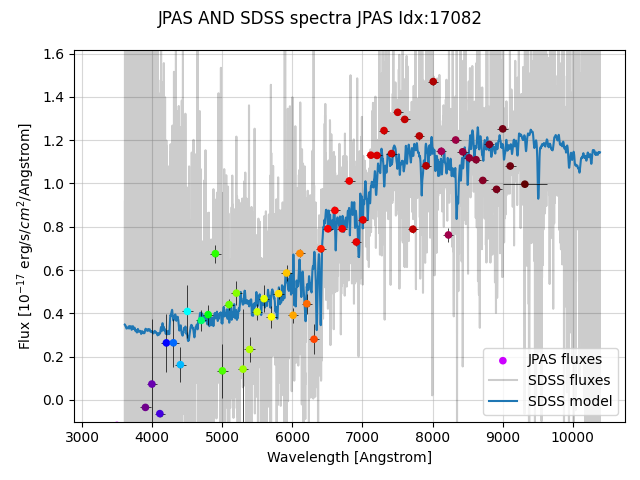 JPAS AND SDSS spectra JPAS Idx:17082
Flux [10⁻¹⁷ erg/s/cm²/Angstrom]
1.6
1.4
1.2
1.0
0.8
0.6
0.4
0.2
0.0
JPAS fluxes
SDSS fluxes
SDSS model
3000 4000 5000 6000 7000 8000 9000 10000
Wavelength [Angstrom]